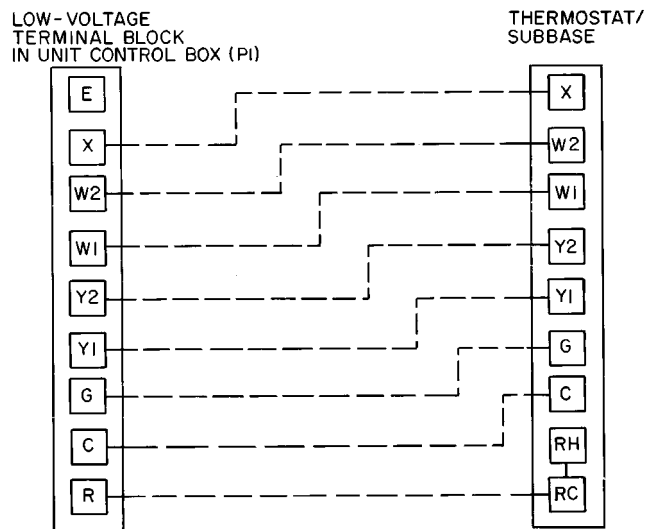 LOW-VOLTAGE
TERMINAL BLOCK
IN UNIT CONTROL BOX (P1)
THERMOSTAT/
SUBBASE
E
X
W2
W1
Y2
Y1
G
C
R
X
W2
W1
Y2
Y1
G
C
RH
RC